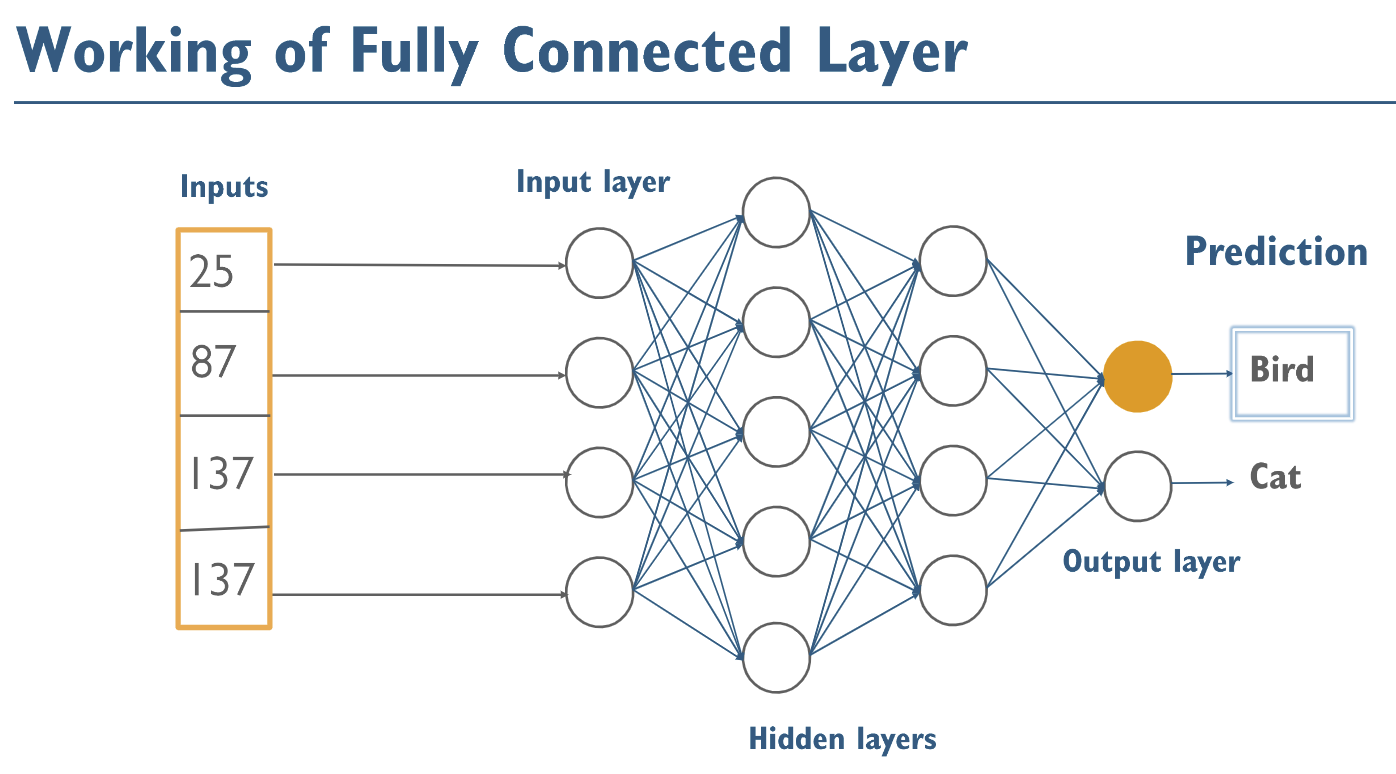 Working of Fully Connected Layer
Inputs
Input layer
25
87
137
137
Prediction
Bird
Cat
Output layer
Hidden layers